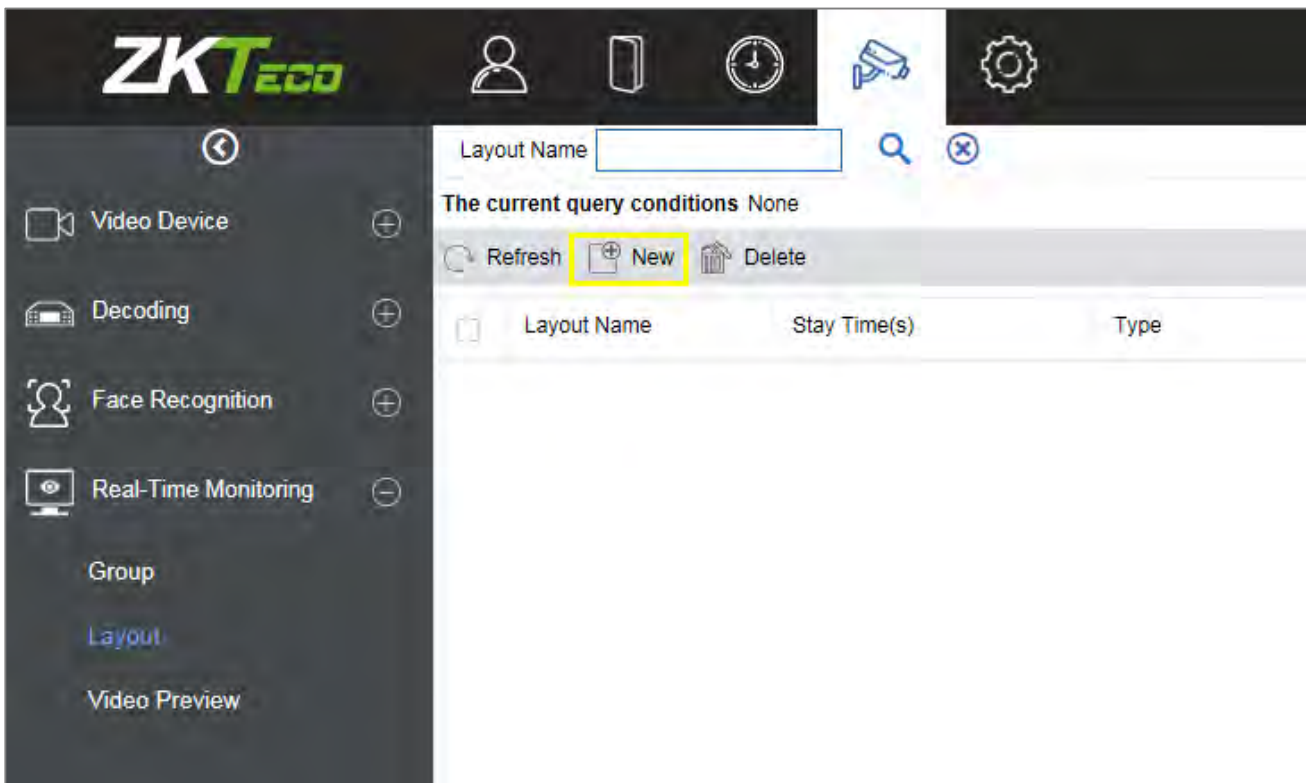 ZKTECO
Layout Name
Video Device
The current query conditions None
Refresh New Delete
Decoding
Layout Name Stay Time(s) Type
Face Recognition
Real-Time Monitoring
Group
Layout
Video Preview